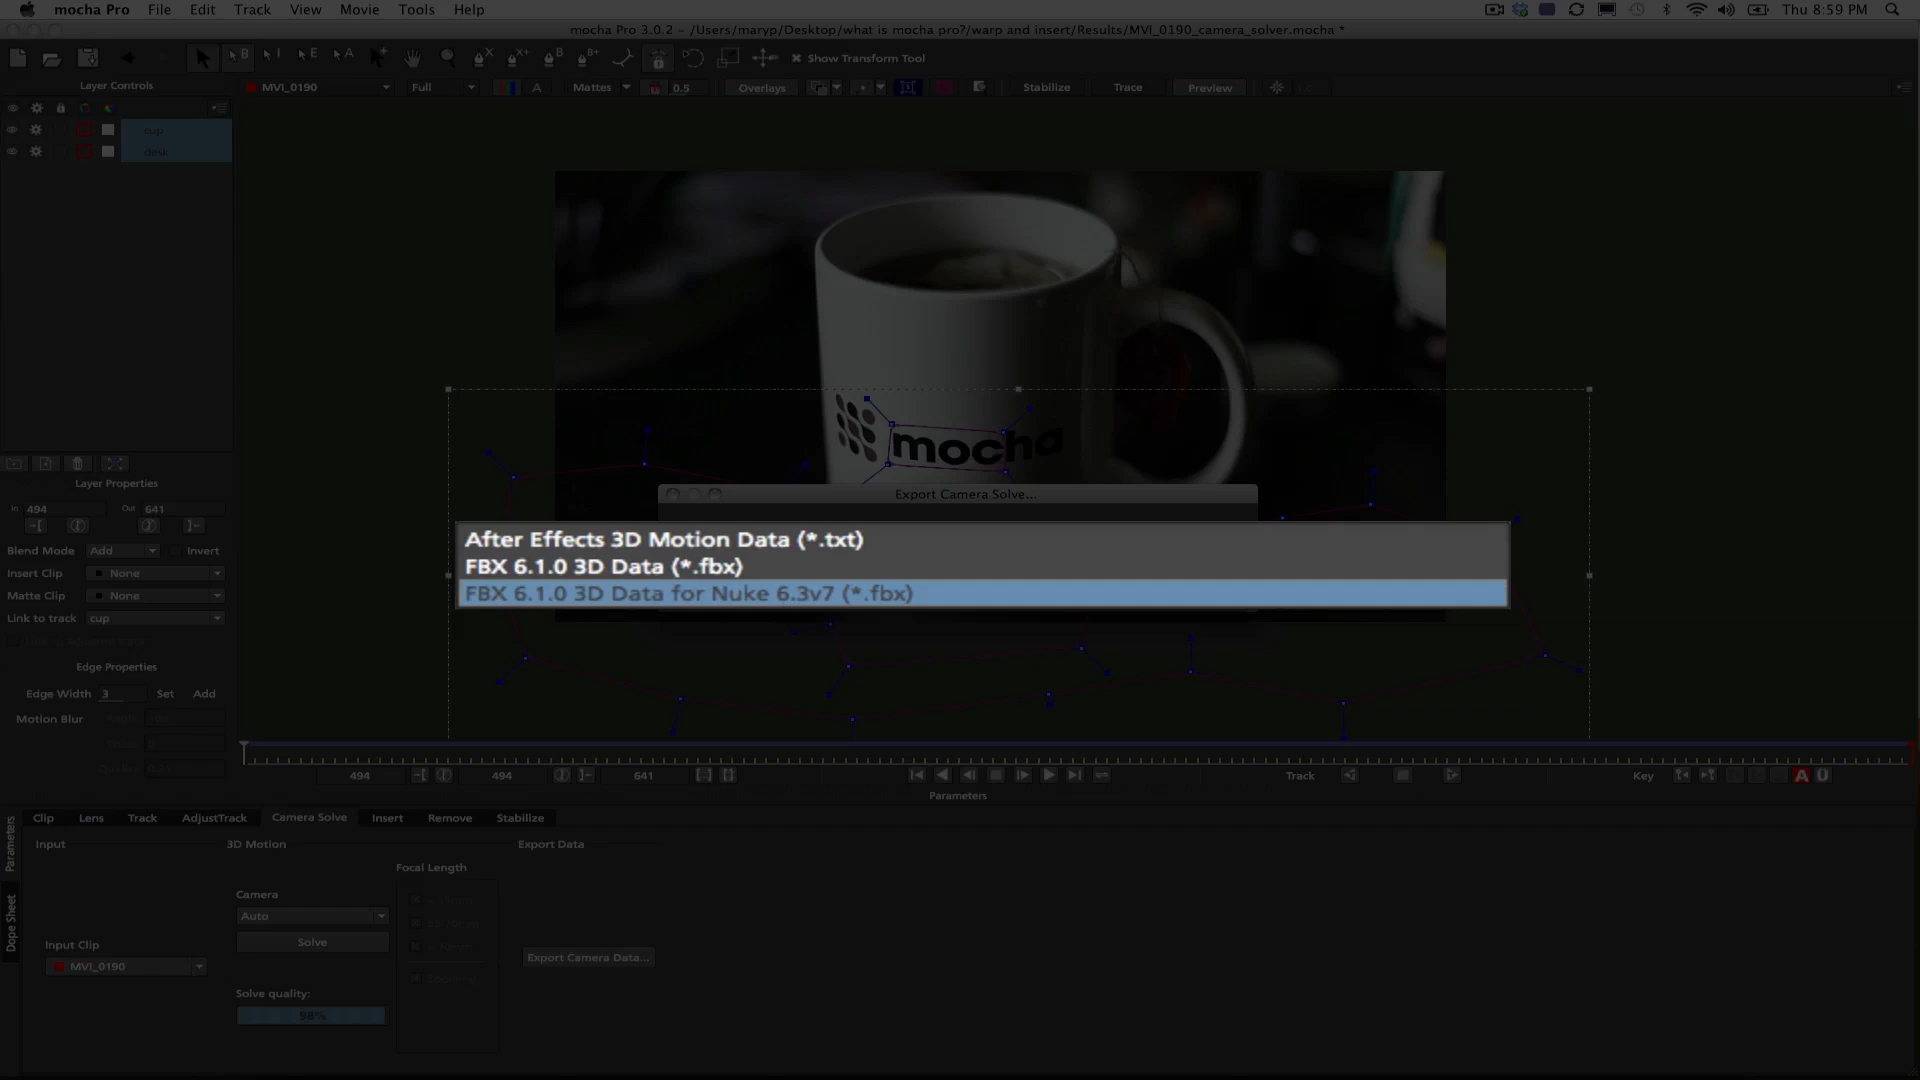 mocha Pro File Edit Track View Movie Tools Help Thu 8:59 PM
mocha Pro 3.0.2 - /Users/maryp/Desktop/what is mocha pro?/warp and insert/Results/MVI_0190_camera_solver.mocha *
Show Transform Tool
Layer Controls
MVI_0190 Full A Mattes 0.5 Overlays Stabilize Trace Preview
cup
desk
mocha
Layer Properties
In 494 Out 641
Blend Mode Add Invert
Insert Clip None
Matte Clip None
Link to track cup
Edge Properties
Edge Width 3 Set Add
Motion Blur
Export Camera Solve...
After Effects 3D Motion Data (*.txt)
FBX 6.1.0 3D Data (*.fbx)
FBX 6.1.0 3D Data for Nuke 6.3v7 (*.fbx)
494 494 641 Track Key A
Parameters
Parameters
Dope Sheet
Clip Lens Track AdjustTrack Camera Solve Insert Remove Stabilize
Input 3D Motion Export Data
Focal Length
Camera
Auto
Solve
Input Clip
MVI_0190
Export Camera Data...
Solve quality:
98%